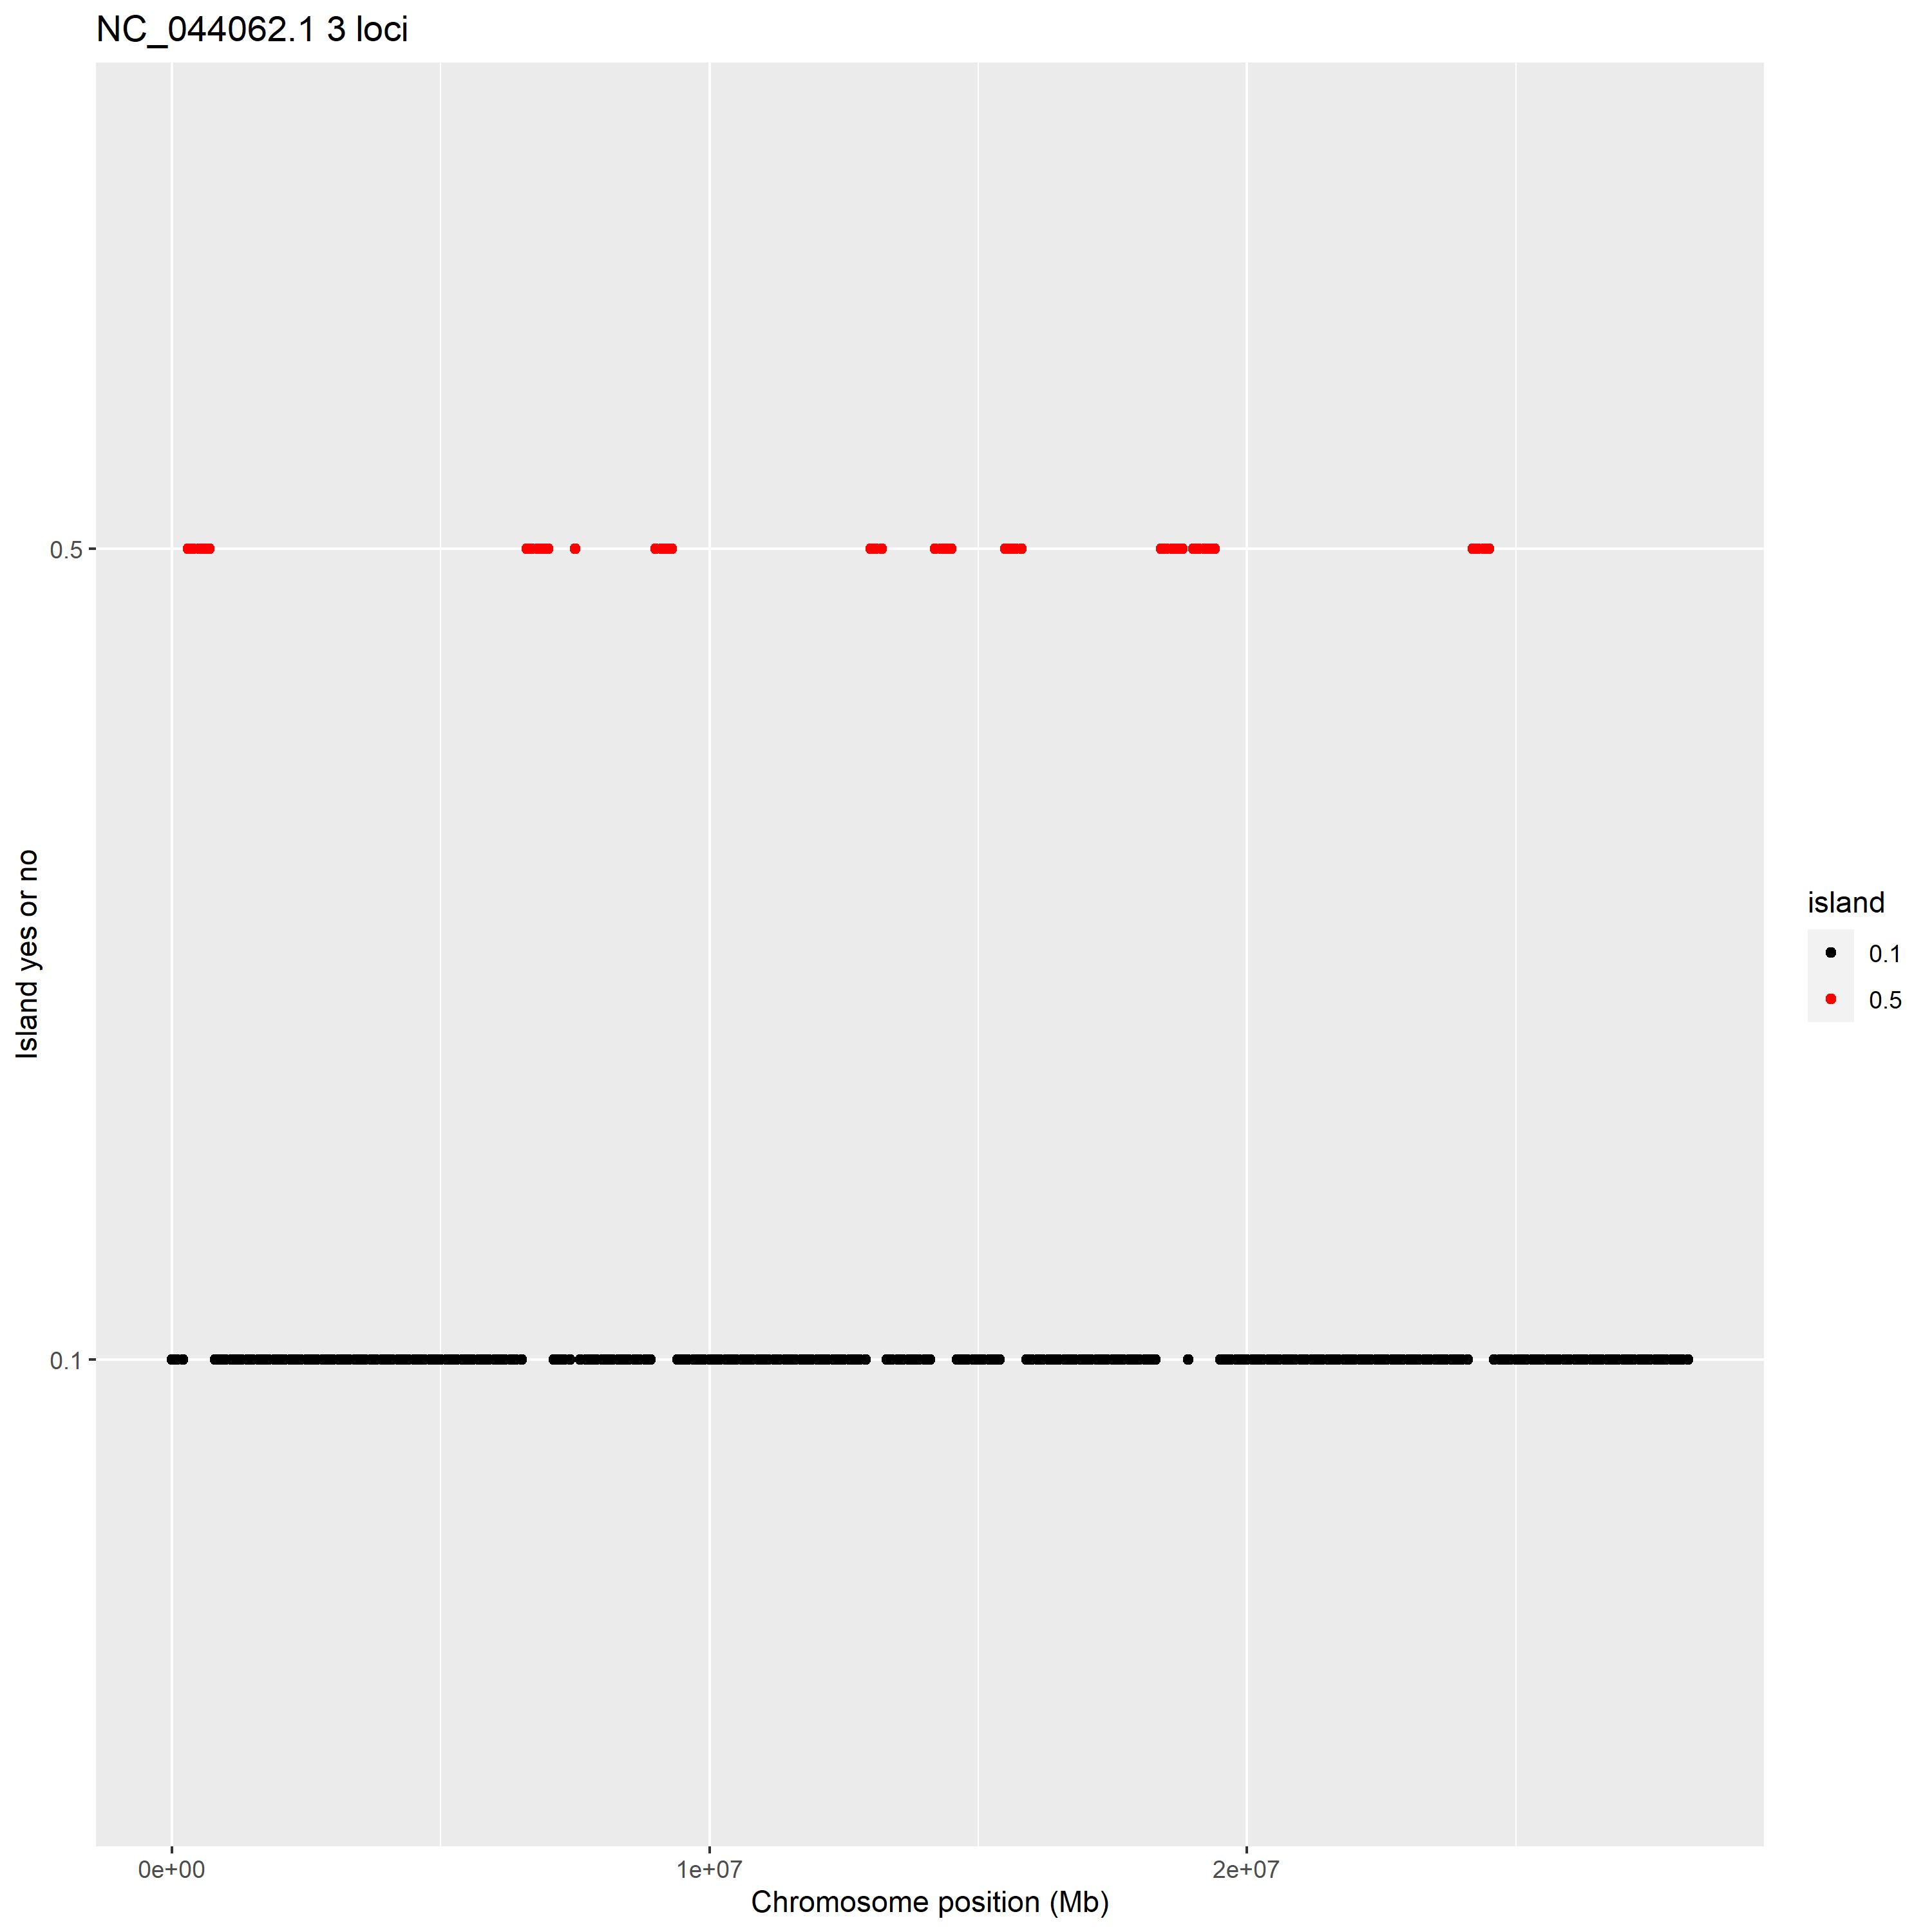 NC_044062.1 3 loci
Island yes or no
0.5
0.1
0e+00
1e+07
2e+07
Chromosome position (Mb)
island
0.1
0.5